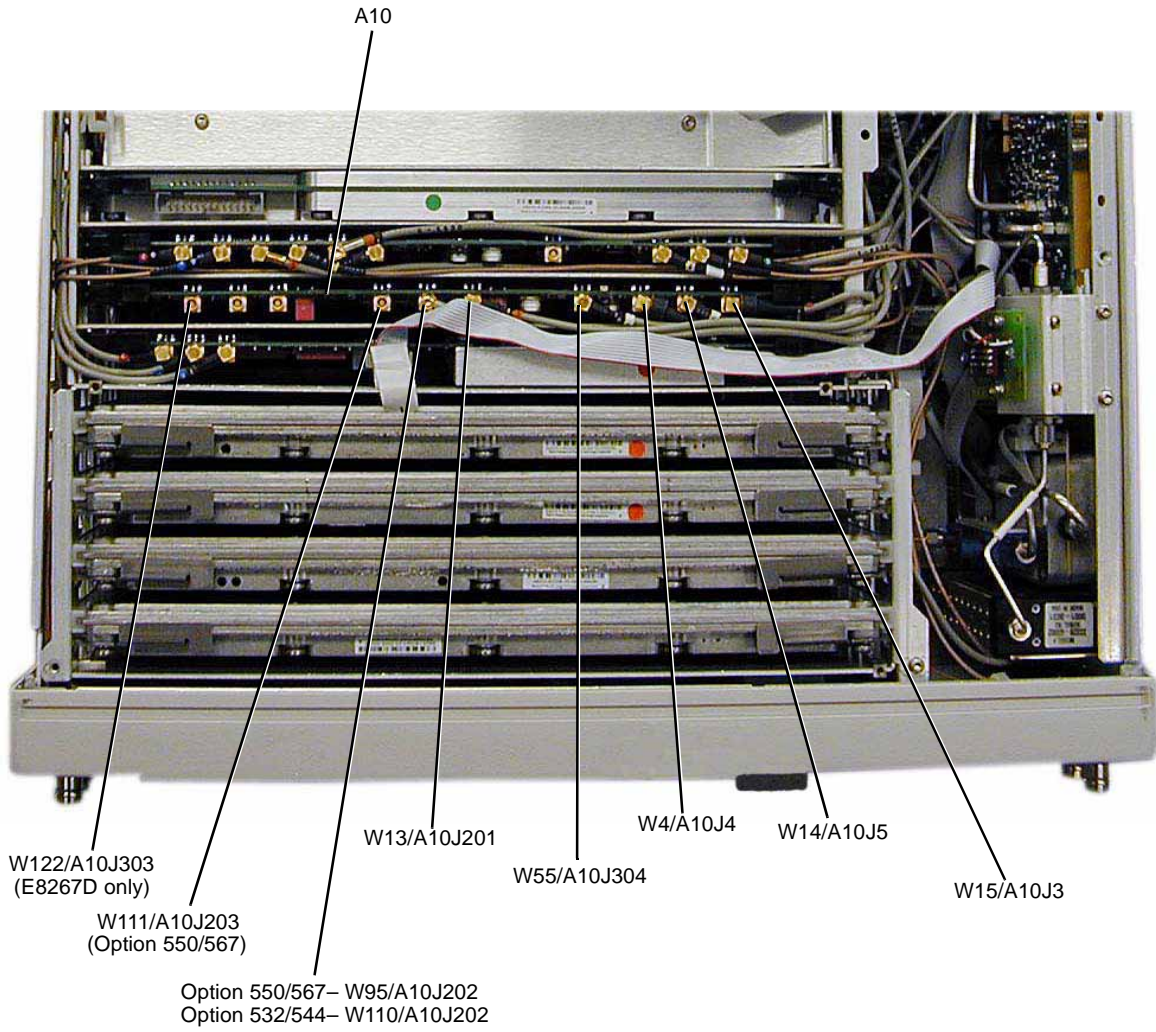 A10
W13/A10J201
W4/A10J4
W14/A10J5
W122/A10J303
(E8267D only)
W55/A10J304
W15/A10J3
W111/A10J203
(Option 550/567)
Option 550/567– W95/A10J202
Option 532/544– W110/A10J202